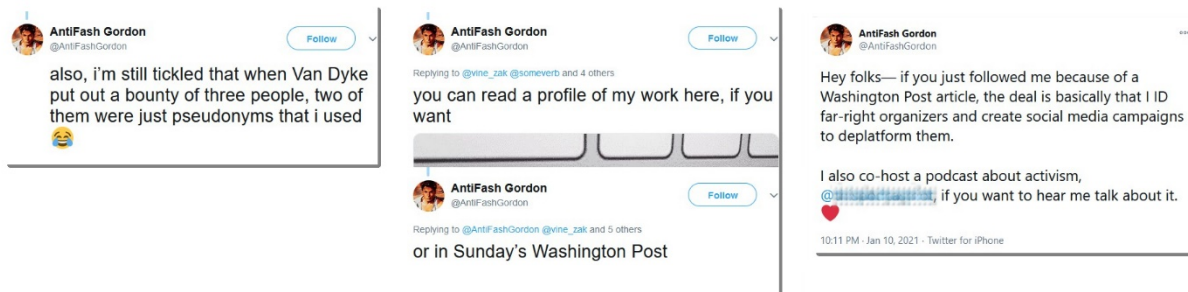 AntiFash Gordon
@AntiFashGordon
Follow
also, i'm still tickled that when Van Dyke
put out a bounty of three people, two of
them were just pseudonyms that i used
😂
AntiFash Gordon
@AntiFashGordon
Follow
Replying to @vine_zak @someverb and 4 others
you can read a profile of my work here, if you
want
AntiFash Gordon
@AntiFashGordon
Follow
Replying to @AntiFashGordon @vine_zak and 5 others
or in Sunday's Washington Post
AntiFash Gordon
@AntiFashGordon
Hey folks— if you just followed me because of a
Washington Post article, the deal is basically that I ID
far-right organizers and create social media campaigns
to deplatform them.
I also co-host a podcast about activism,
@, if you want to hear me talk about it.
❤️
10:11 PM · Jan 10, 2021 · Twitter for iPhone